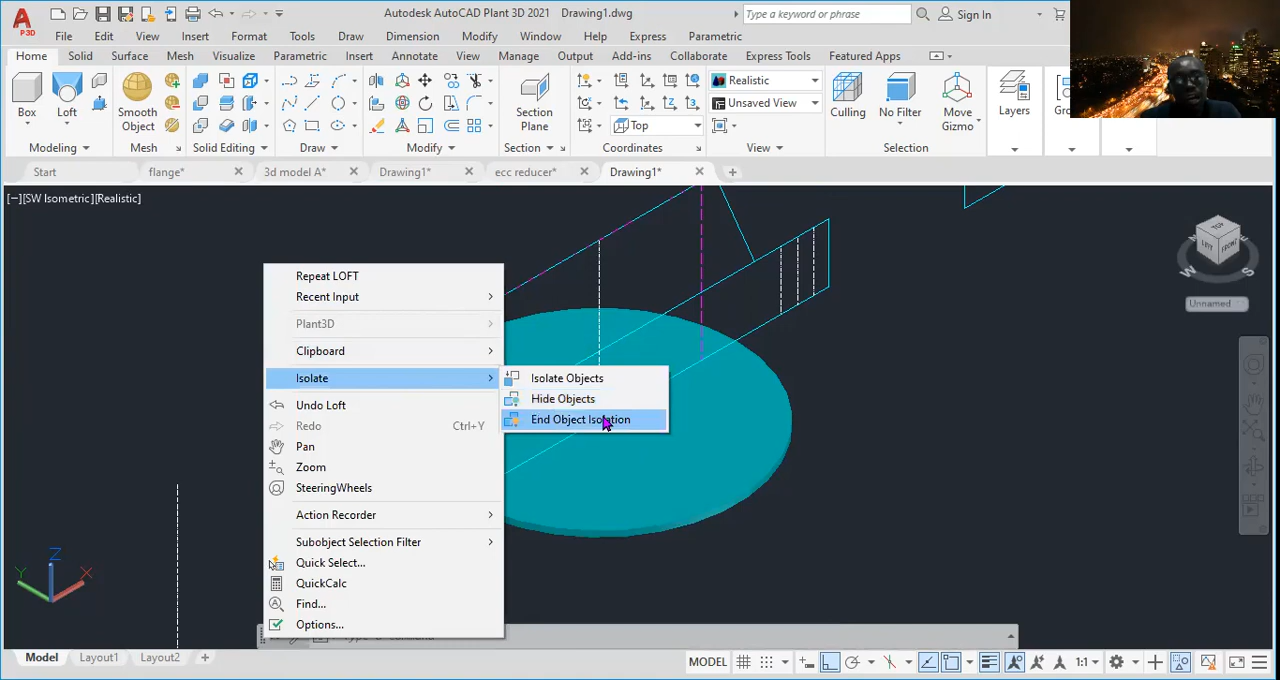 Autodesk AutoCAD Plant 3D 2021 Drawing1.dwg
Type a keyword or phrase
Sign In
P3D
File Edit View Insert Format Tools Draw Dimension Modify Window Help Express Parametric
Home Solid Surface Mesh Visualize Parametric Insert Annotate View Manage Output Add-ins Collaborate Express Tools Featured Apps
Box
Loft
Smooth
Object
Section
Plane
Realistic
Unsaved View
Top
Culling
No Filter
Move
Gizmo
Layers
Modeling
Mesh
Solid Editing
Draw
Modify
Section
Coordinates
View
Selection
Start
flange*
3d model A*
Drawing1*
ecc reducer*
Drawing1*
[−][SW Isometric][Realistic]
TOP
LEFT
FRONT
W
S
Unnamed
Repeat LOFT
Recent Input
Plant3D
Clipboard
Isolate
Undo Loft
Redo Ctrl+Y
Pan
Zoom
SteeringWheels
Action Recorder
Subobject Selection Filter
Quick Select...
QuickCalc
Find...
Options...
Isolate Objects
Hide Objects
End Object Isolation
Z
Y
X
Model Layout1 Layout2 +
MODEL
1:1